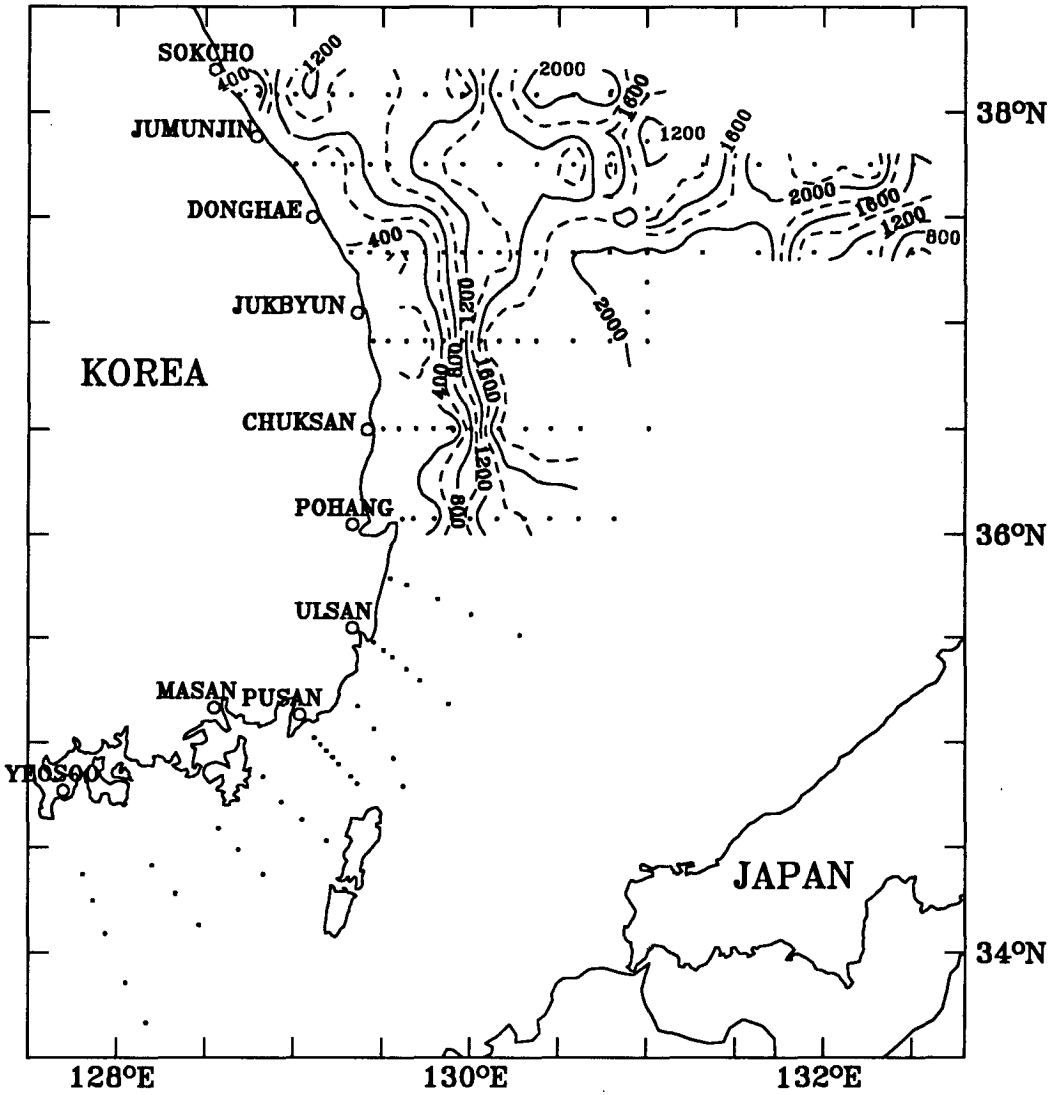 SOKCHO
400
1200
2000
1600
1200
1600
38°N
JUMUNJIN
DONGHAE
400
2000
1600
1200
800
JUKBYUN
1200
2000
KOREA
800
400
1600
CHUKSAN
1200
POHANG
800
36°N
ULSAN
MASAN
PUSAN
YEOSOO
JAPAN
34°N
128°E
130°E
132°E